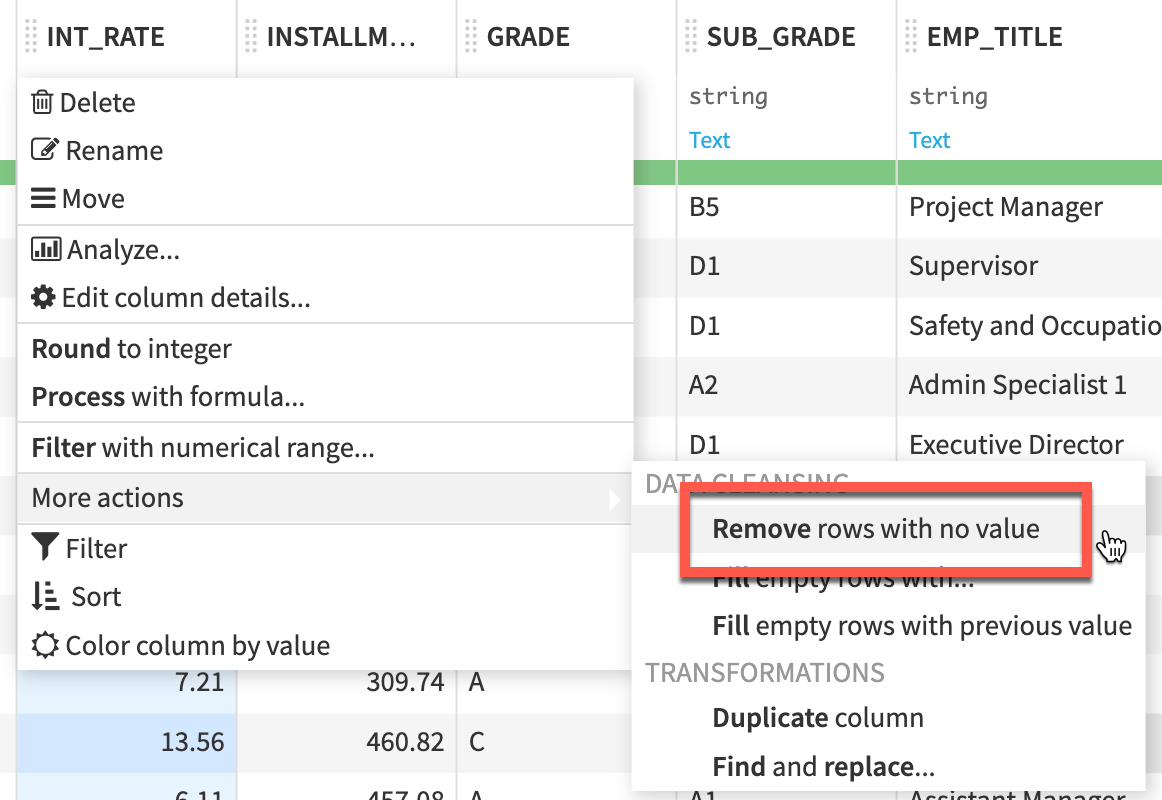 INT_RATE INSTALLM... GRADE SUB_GRADE EMP_TITLE
string string
Text Text
Delete
Rename
Move
Analyze...
Edit column details...
Round to integer
Process with formula...
Filter with numerical range...
More actions
Filter
Sort
Color column by value
B5 Project Manager
D1 Supervisor
D1 Safety and Occupatio
A2 Admin Specialist 1
D1 Executive Director
DATA CLEANSING
Remove rows with no value
Fill empty rows with...
Fill empty rows with previous value
TRANSFORMATIONS
Duplicate column
Find and replace...
7.21 309.74 A
13.56 460.82 C
6.11 457.08 A A1 Assistant Manager